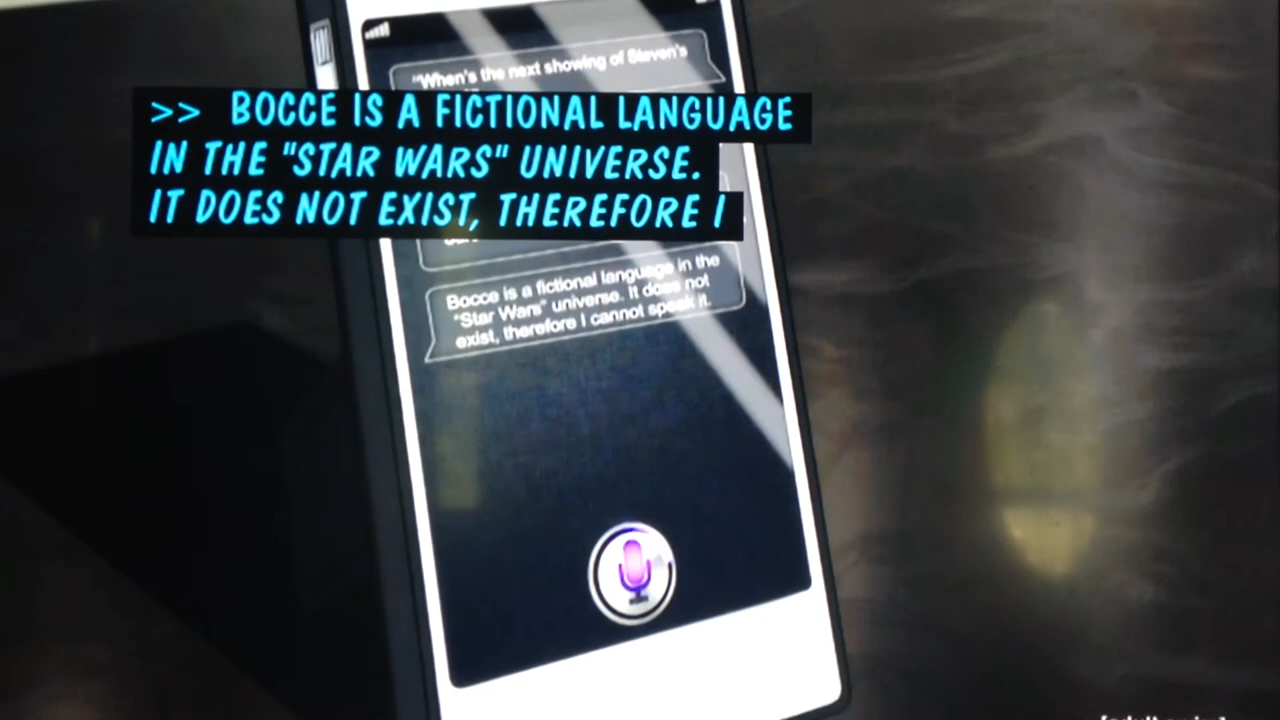 "When's the next showing of Steven's
>> BOCCE IS A FICTIONAL LANGUAGE
IN THE "STAR WARS" UNIVERSE.
IT DOES NOT EXIST, THEREFORE I
Bocce is a fictional language in the
"Star Wars" universe. It does not
exist, therefore I cannot speak it.